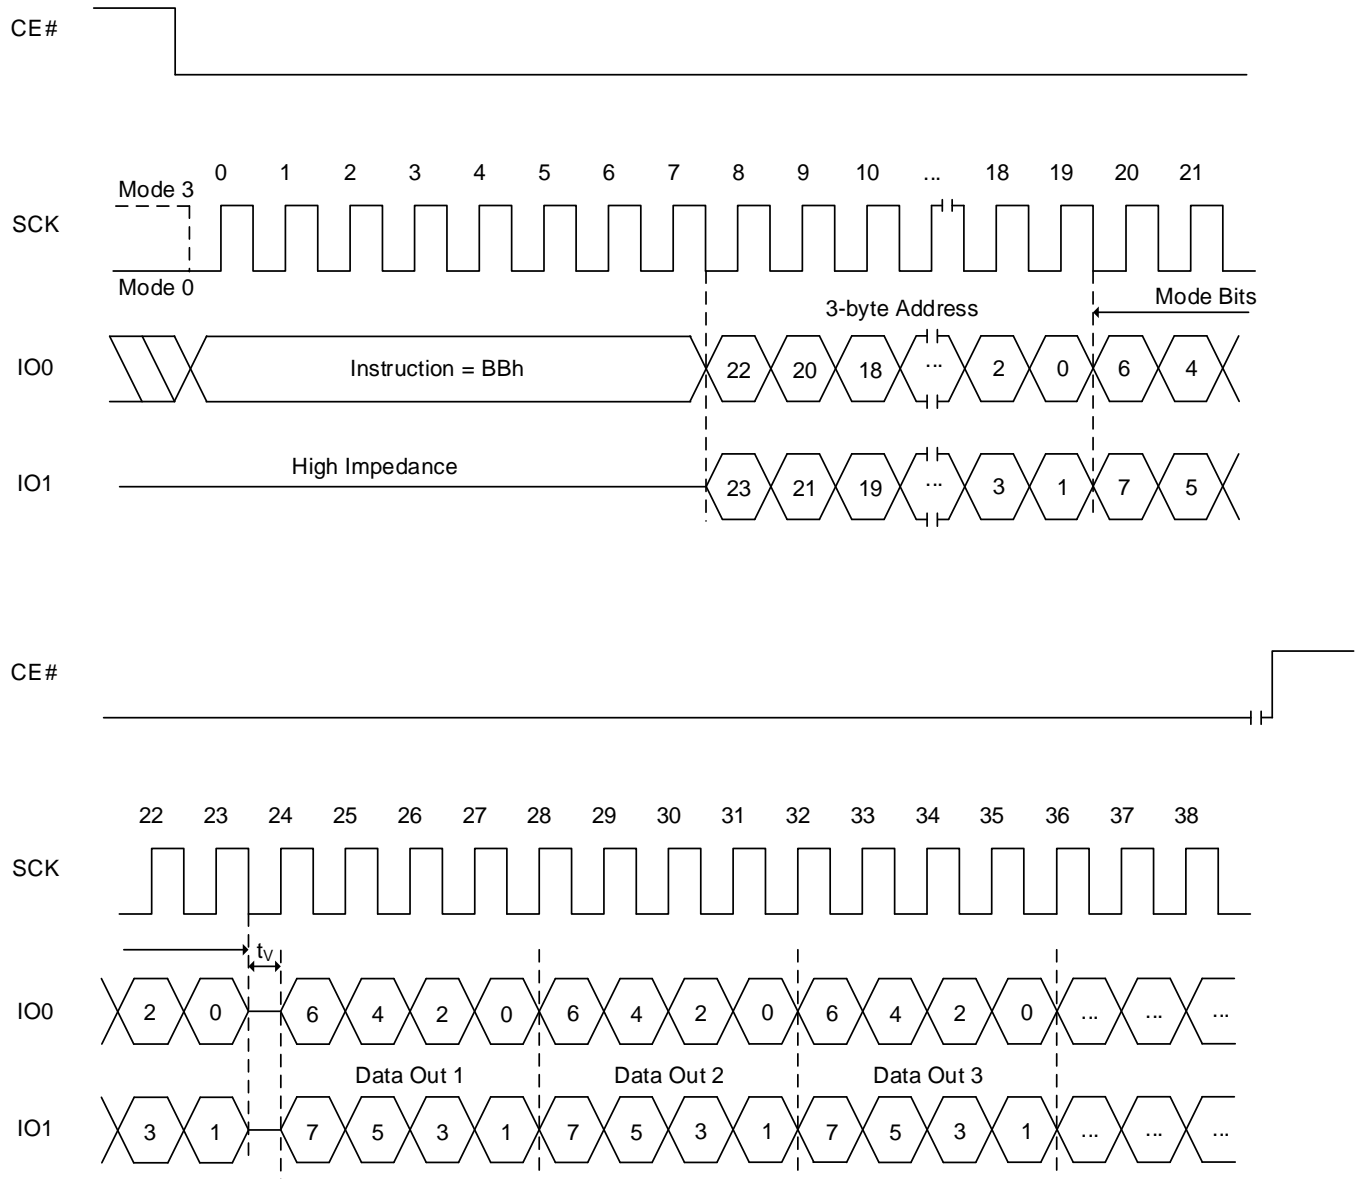 CE#
0 1 2 3 4 5 6 7 8 9 10 ... 18 19 20 21
Mode 3
SCK
Mode 0
3-byte Address
Mode Bits
IO0
Instruction = BBh
22 20 18 ... 2 0 6 4
High Impedance
IO1
23 21 19 ... 3 1 7 5
CE#
22 23 24 25 26 27 28 29 30 31 32 33 34 35 36 37 38
SCK
tV
IO0
2 0 6 4 2 0 6 4 2 0 6 4 2 0 ... ... ...
Data Out 1 Data Out 2 Data Out 3
IO1
3 1 7 5 3 1 7 5 3 1 7 5 3 1 ... ... ...